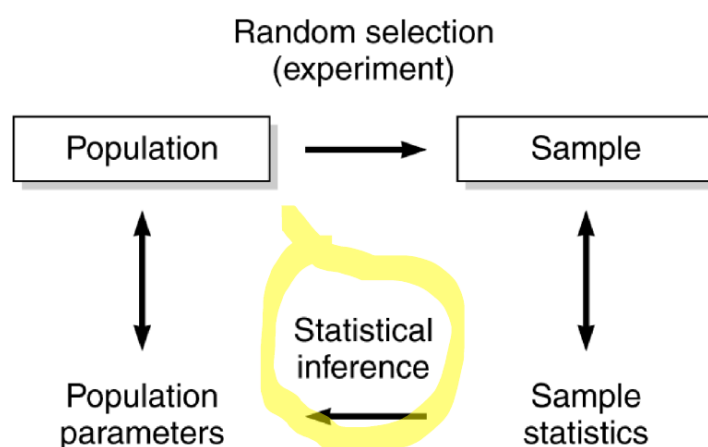 Random selection
(experiment)
Population
Sample
Statistical
inference
Population
parameters
Sample
statistics